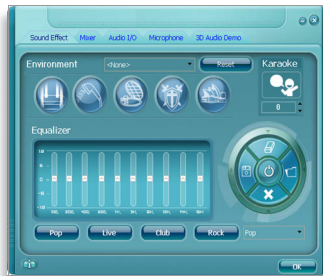 Sound Effect Mixer Audio I/O Microphone 3D Audio Demo
Environment <None> Reset Karaoke
0
Equalizer
Pop Live Club Rock Pop
OK